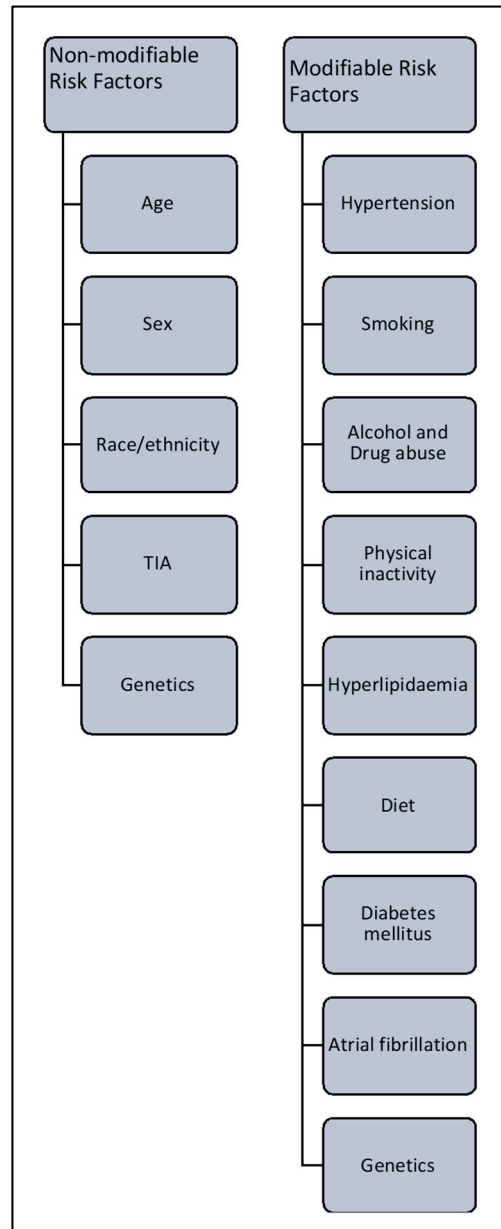 Non-modifiable
Risk Factors
Age
Sex
Race/ethnicity
TIA
Genetics
Modifiable Risk
Factors
Hypertension
Smoking
Alcohol and
Drug abuse
Physical
inactivity
Hyperlipidaemia
Diet
Diabetes
mellitus
Atrial fibrillation
Genetics